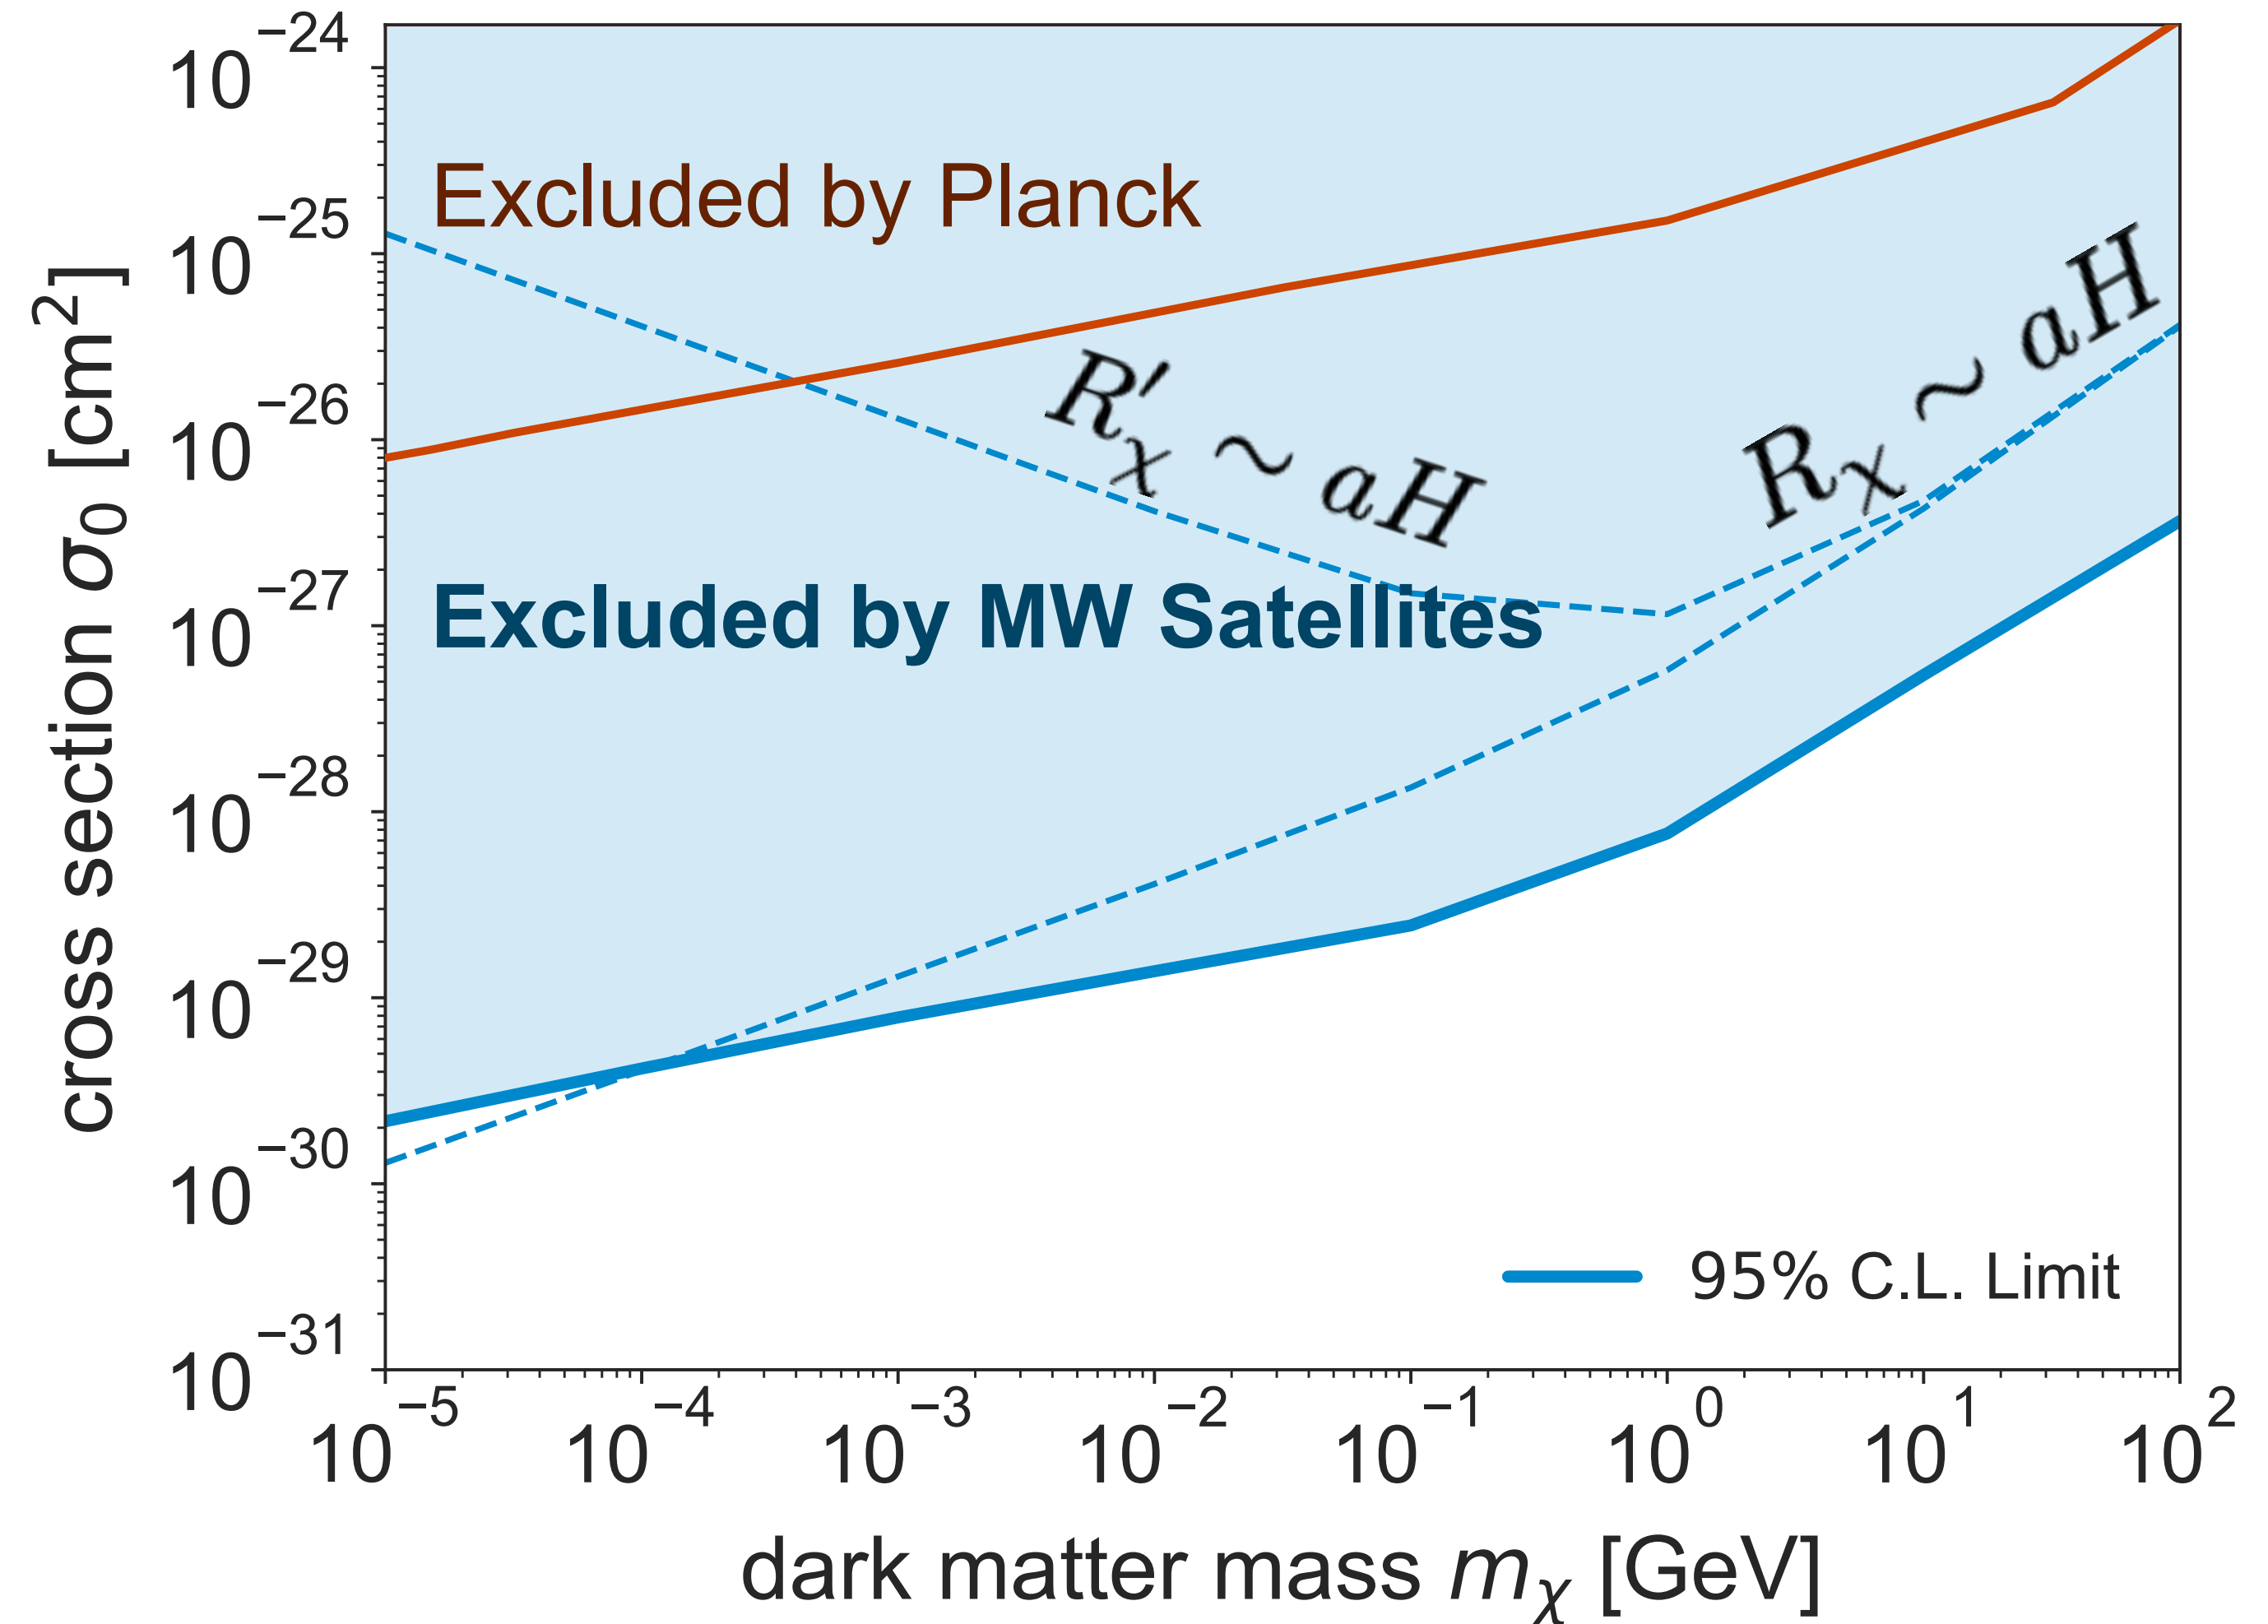 cross section σ₀ [cm²]
10⁻²⁴
10⁻²⁵
10⁻²⁶
10⁻²⁷
10⁻²⁸
10⁻²⁹
10⁻³⁰
10⁻³¹
Excluded by Planck
R′χ ~ aH
Rχ ~ aH
Excluded by MW Satellites
95% C.L. Limit
10⁻⁵ 10⁻⁴ 10⁻³ 10⁻² 10⁻¹ 10⁰ 10¹ 10²
dark matter mass mχ [GeV]